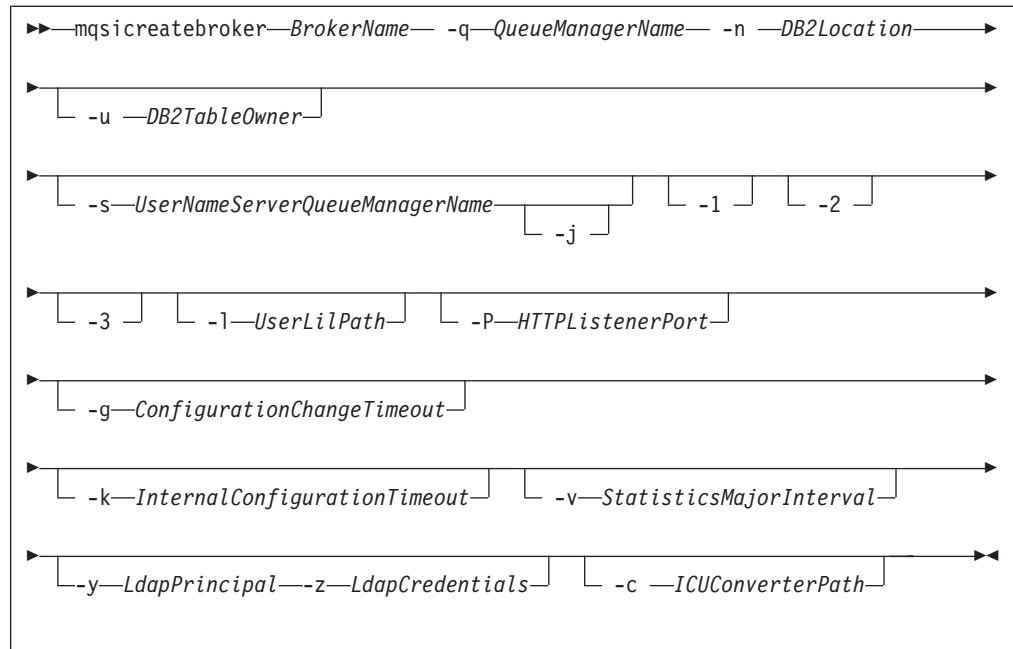 mqsicreatebroker BrokerName -q QueueManagerName -n DB2Location
-u DB2TableOwner
-s UserNameServerQueueManagerName -j -1 -2
-3 -l UserLilPath -P HTTPListenerPort
-g ConfigurationChangeTimeout
-k InternalConfigurationTimeout -v StatisticsMajorInterval
-y LdapPrincipal -z LdapCredentials -c ICUConverterPath